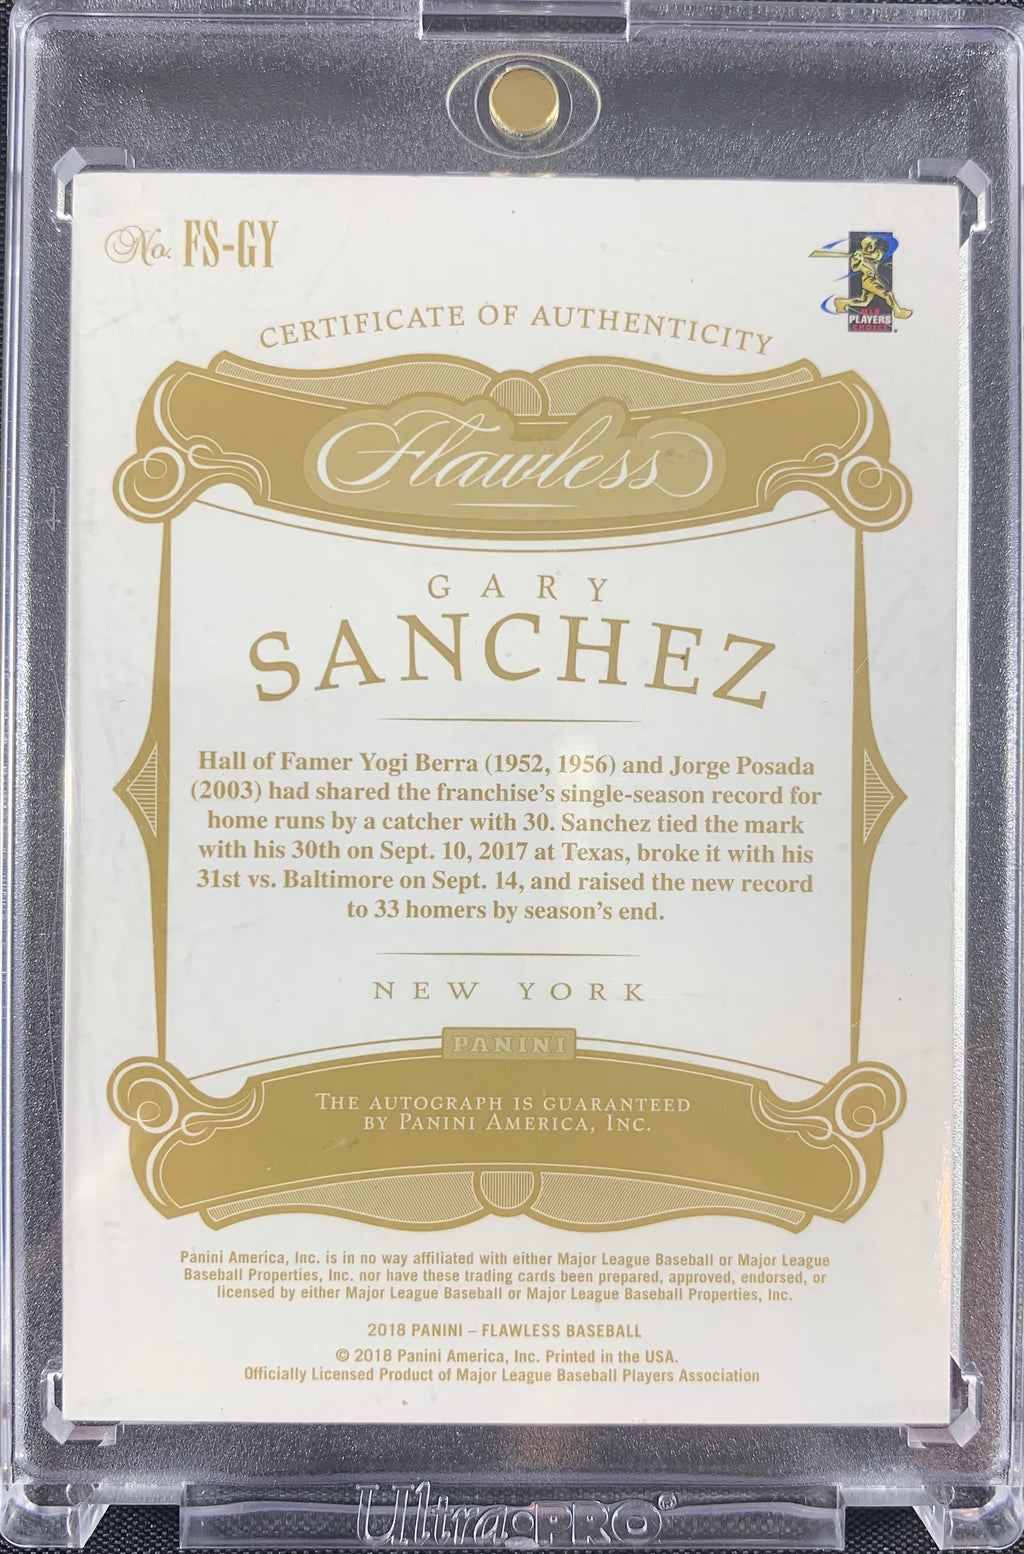 No. FS-GY
MLB
PLAYERS
CHOICE
CERTIFICATE OF AUTHENTICITY
Flawless
GARY
SANCHEZ
Hall of Famer Yogi Berra (1952, 1956) and Jorge Posada
(2003) had shared the franchise's single-season record for
home runs by a catcher with 30. Sanchez tied the mark
with his 30th on Sept. 10, 2017 at Texas, broke it with his
31st vs. Baltimore on Sept. 14, and raised the new record
to 33 homers by season's end.
NEW YORK
PANINI
THE AUTOGRAPH IS GUARANTEED
BY PANINI AMERICA, INC.
Panini America, Inc. is in no way affiliated with either Major League Baseball or Major League
Baseball Properties, Inc. nor have these trading cards been prepared, approved, endorsed, or
licensed by either Major League Baseball or Major League Baseball Properties, Inc.
2018 PANINI – FLAWLESS BASEBALL
© 2018 Panini America, Inc. Printed in the USA.
Officially Licensed Product of Major League Baseball Players Association
Ultra•PRO®